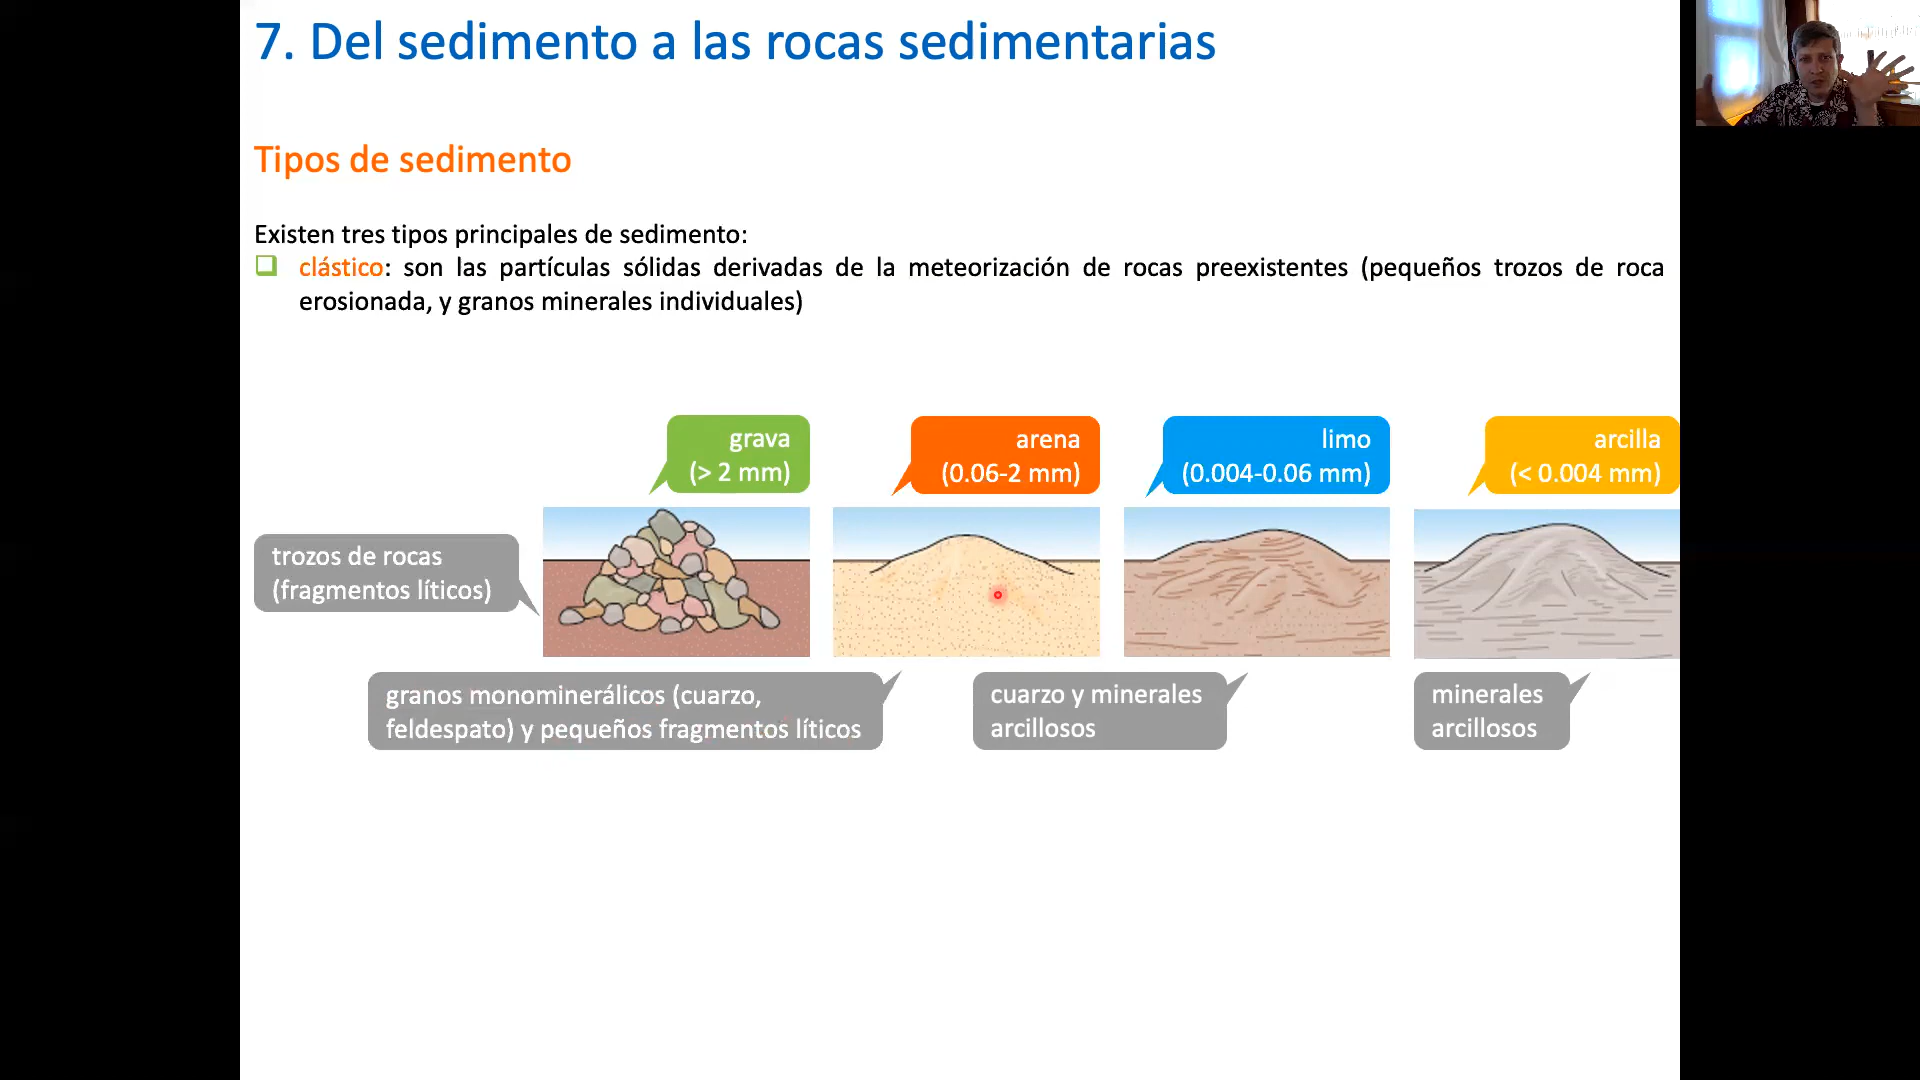 7. Del sedimento a las rocas sedimentarias
Tipos de sedimento
Existen tres tipos principales de sedimento:
clástico: son las partículas sólidas derivadas de la meteorización de rocas preexistentes (pequeños trozos de roca
erosionada, y granos minerales individuales)
grava
(> 2 mm)
arena
(0.06-2 mm)
limo
(0.004-0.06 mm)
arcilla
(< 0.004 mm)
trozos de rocas
(fragmentos líticos)
granos monominerálicos (cuarzo,
feldespato) y pequeños fragmentos líticos
cuarzo y minerales
arcillosos
minerales
arcillosos